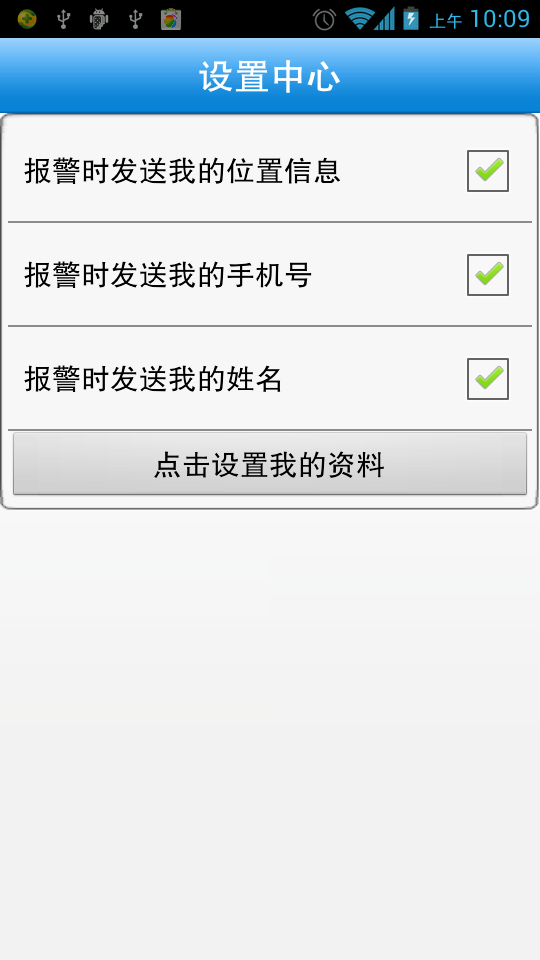 上午 10:09
设置中心
报警时发送我的位置信息
报警时发送我的手机号
报警时发送我的姓名
点击设置我的资料